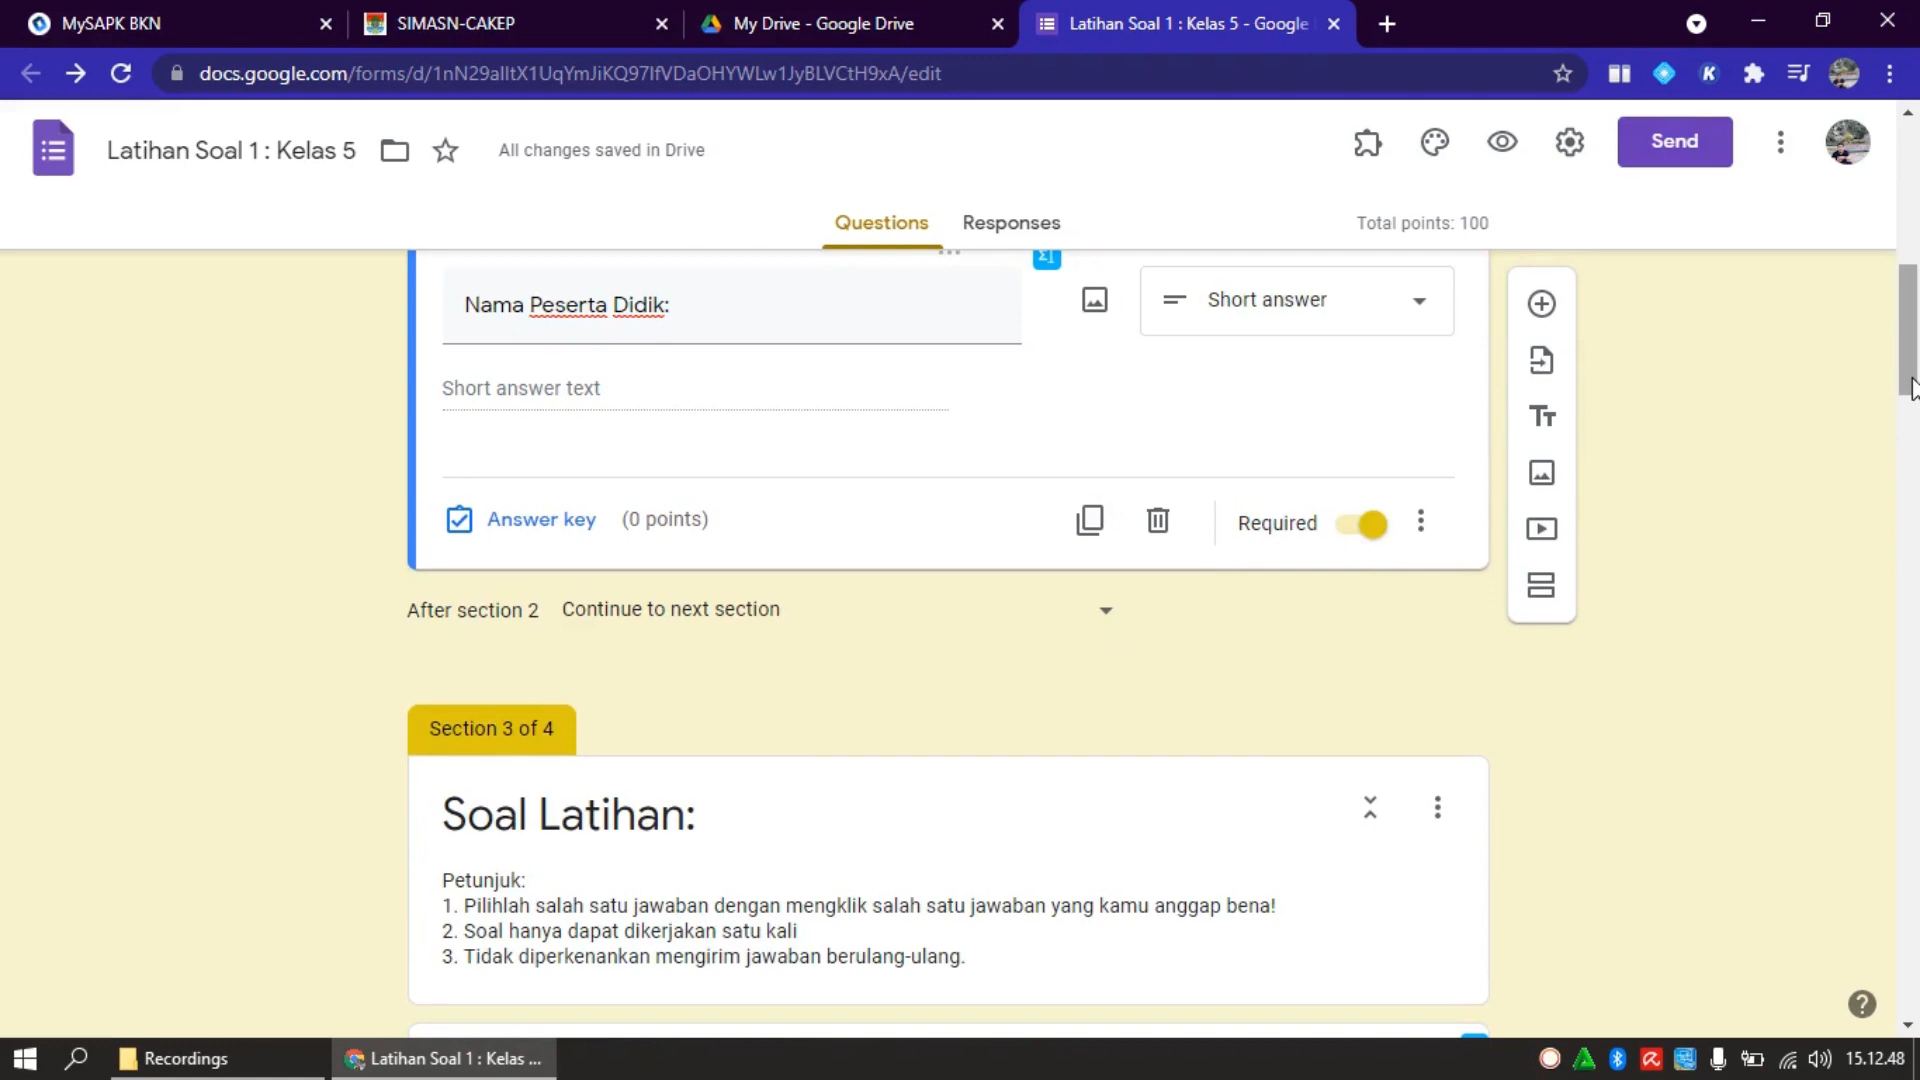 MySAPK BKN
SIMASN-CAKEP
My Drive - Google Drive
Latihan Soal 1 : Kelas 5 - Google
docs.google.com/forms/d/1nN29aIItX1UqYmJiKQ97IfVDaOHYWLw1JyBLVCtH9xA/edit
Latihan Soal 1 : Kelas 5
All changes saved in Drive
Send
Questions
Responses
Total points: 100
Nama Peserta Didik:
Short answer
Short answer text
Answer key
(0 points)
Required
After section 2
Continue to next section
Section 3 of 4
Soal Latihan:
Petunjuk:
1. Pilihlah salah satu jawaban dengan mengklik salah satu jawaban yang kamu anggap bena!
2. Soal hanya dapat dikerjakan satu kali
3. Tidak diperkenankan mengirim jawaban berulang-ulang.
Recordings
Latihan Soal 1 : Kelas ...
15.12.48